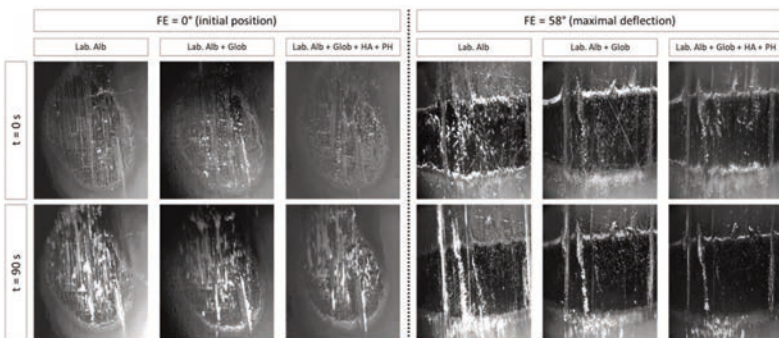 FE = 0° (initial position)
FE = 58° (maximal deflection)
Lab. Alb
Lab. Alb + Glob
Lab. Alb + Glob + HA + PH
Lab. Alb
Lab. Alb + Glob
Lab. Alb + Glob + HA + PH
t = 0 s
t = 90 s